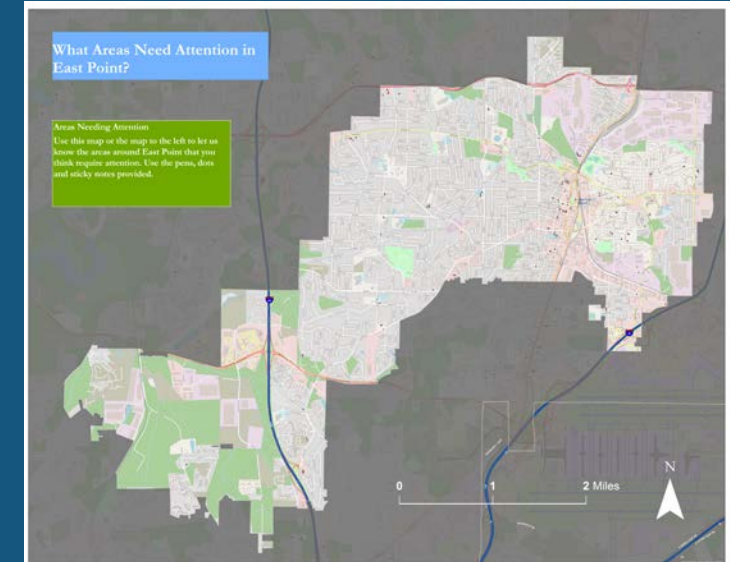 What Areas Need Attention in
East Point?
Areas Needing Attention
Use this map or the map to the left to let us
know the areas around East Point that you
think require attention. Use the pens, dots
and sticky notes provided.
N
0 1 2 Miles